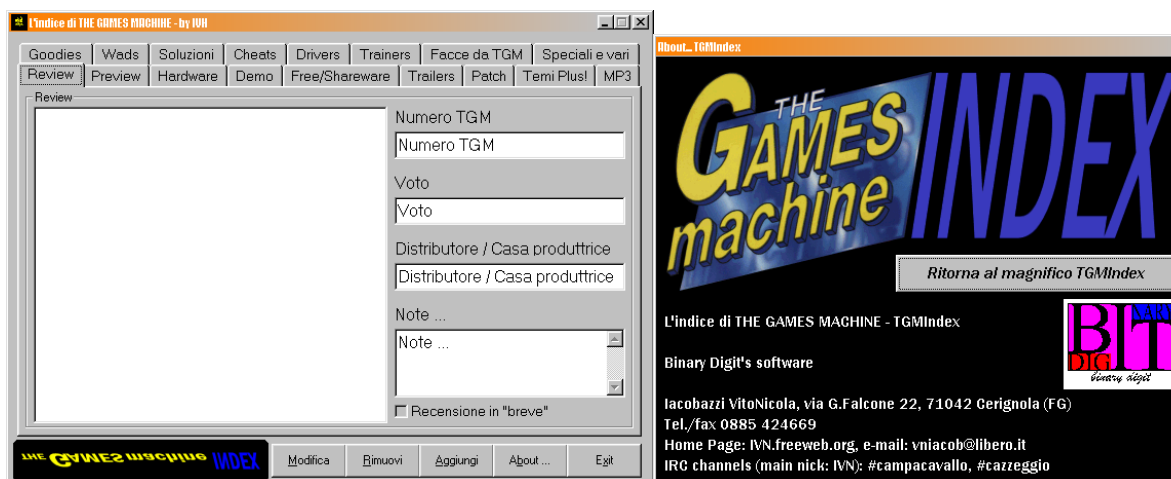 L'indice di THE GAMES MACHINE - by IVN
Goodies Wads Soluzioni Cheats Drivers Trainers Facce da TGM Speciali e vari
Review Preview Hardware Demo Free/Shareware Trailers Patch Temi Plus! MP3
Review
Numero TGM
Numero TGM
Voto
Voto
Distributore / Casa produttrice
Distributore / Casa produttrice
Note ...
Note ...
Recensione in "breve"
THE GAMES machine INDEX
Modifica Rimuovi Aggiungi About ... Exit
About... TGMIndex
THE GAMES machine INDEX
Ritorna al magnifico TGMIndex
L'indice di THE GAMES MACHINE - TGMIndex
BINARY
DIGIT
binary digit
Binary Digit's software
Iacobazzi VitoNicola, via G.Falcone 22, 71042 Cerignola (FG)
Tel./fax 0885 424669
Home Page: IVN.freeweb.org, e-mail: vniacob@libero.it
IRC channels (main nick: IVN): #campacavallo, #cazzeggio